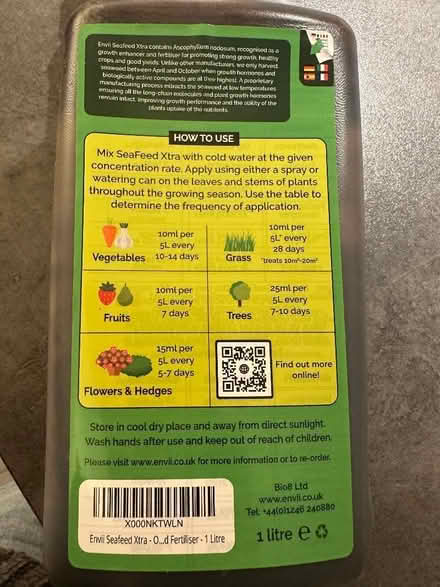 Envii Seafeed Xtra contains Ascophyllum nodosum, recognised as a
growth enhancer and fertiliser for promoting strong growth, healthy
crops and good yields. Unlike other manufacturers, we only harvest
seaweed between April and October when growth hormones and
biologically active compounds are at their highest. A proprietary
manufacturing process extracts the seaweed at low temperatures
ensuring all the long-chain molecules and plant growth hormones
remain intact. Improving growth performance and the ability of the
plants uptake of the nutrients.
HOW TO USE
Mix SeaFeed Xtra with cold water at the given
concentration rate. Apply using either a spray or
watering can on the leaves and stems of plants
throughout the growing season. Use the table to
determine the frequency of application.
Vegetables
10ml per
5L every
10-14 days
Grass
10ml per
5L* every
28 days
*treats 10m²-20m²
Fruits
10ml per
5L every
7 days
Trees
25ml per
5L every
7-10 days
Flowers & Hedges
15ml per
5L every
5-7 days
Find out more
online!
Store in cool dry place and away from direct sunlight.
Wash hands after use and keep out of reach of children.
Please visit www.envii.co.uk for more information or to re-order.
X000NKTWLN
Envii Seafeed Xtra - O...d Fertiliser - 1 Litre
Bio8 Ltd
www.envii.co.uk
Tel: +44(0)1246 240880
1 litre e